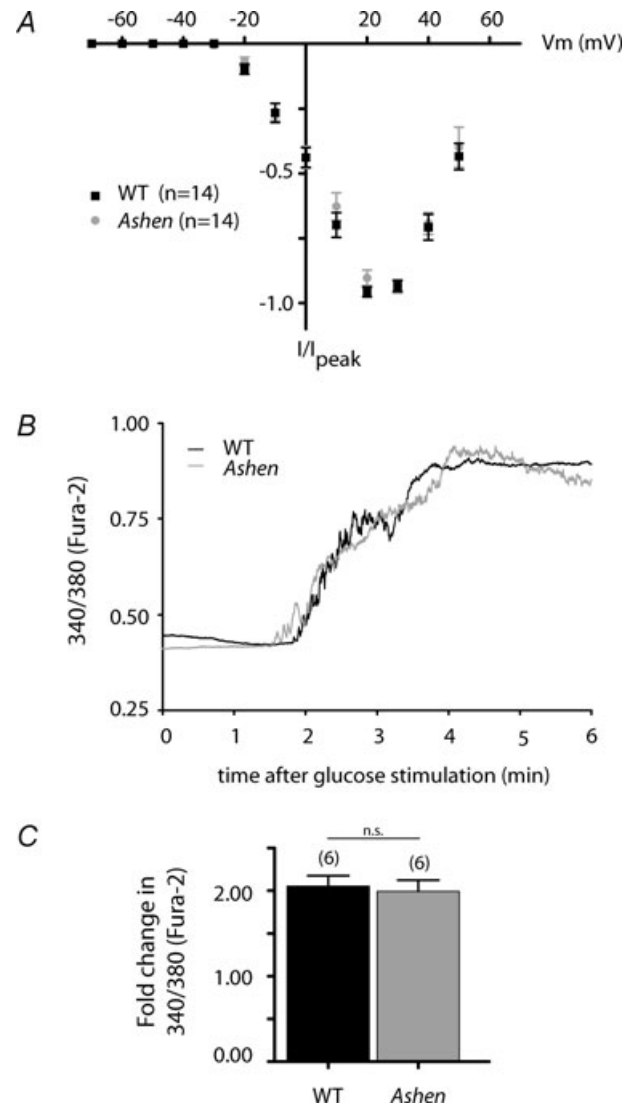 A
-60 -40 -20 20 40 60
Vm (mV)
WT (n=14)
Ashen (n=14)
-0.5
-1.0
I/Ipeak
B
1.00
0.75
0.50
0.25
340/380 (Fura-2)
WT
Ashen
0 1 2 3 4 5 6
time after glucose stimulation (min)
C
n.s.
(6) (6)
2.00
1.00
0.00
Fold change in
340/380 (Fura-2)
WT Ashen